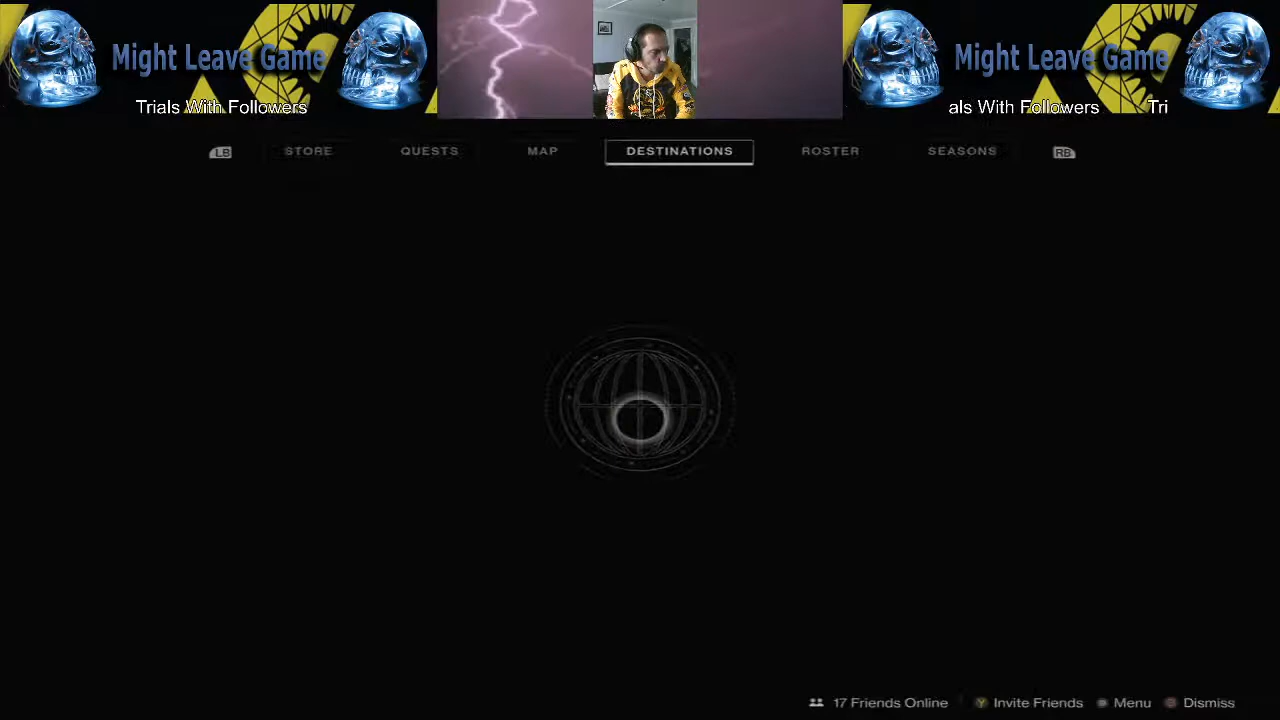 Might Leave Game
Trials With Followers
Might Leave Game
als With Followers Tri
LB STORE QUESTS MAP DESTINATIONS ROSTER SEASONS RB
17 Friends Online Y Invite Friends Menu Dismiss